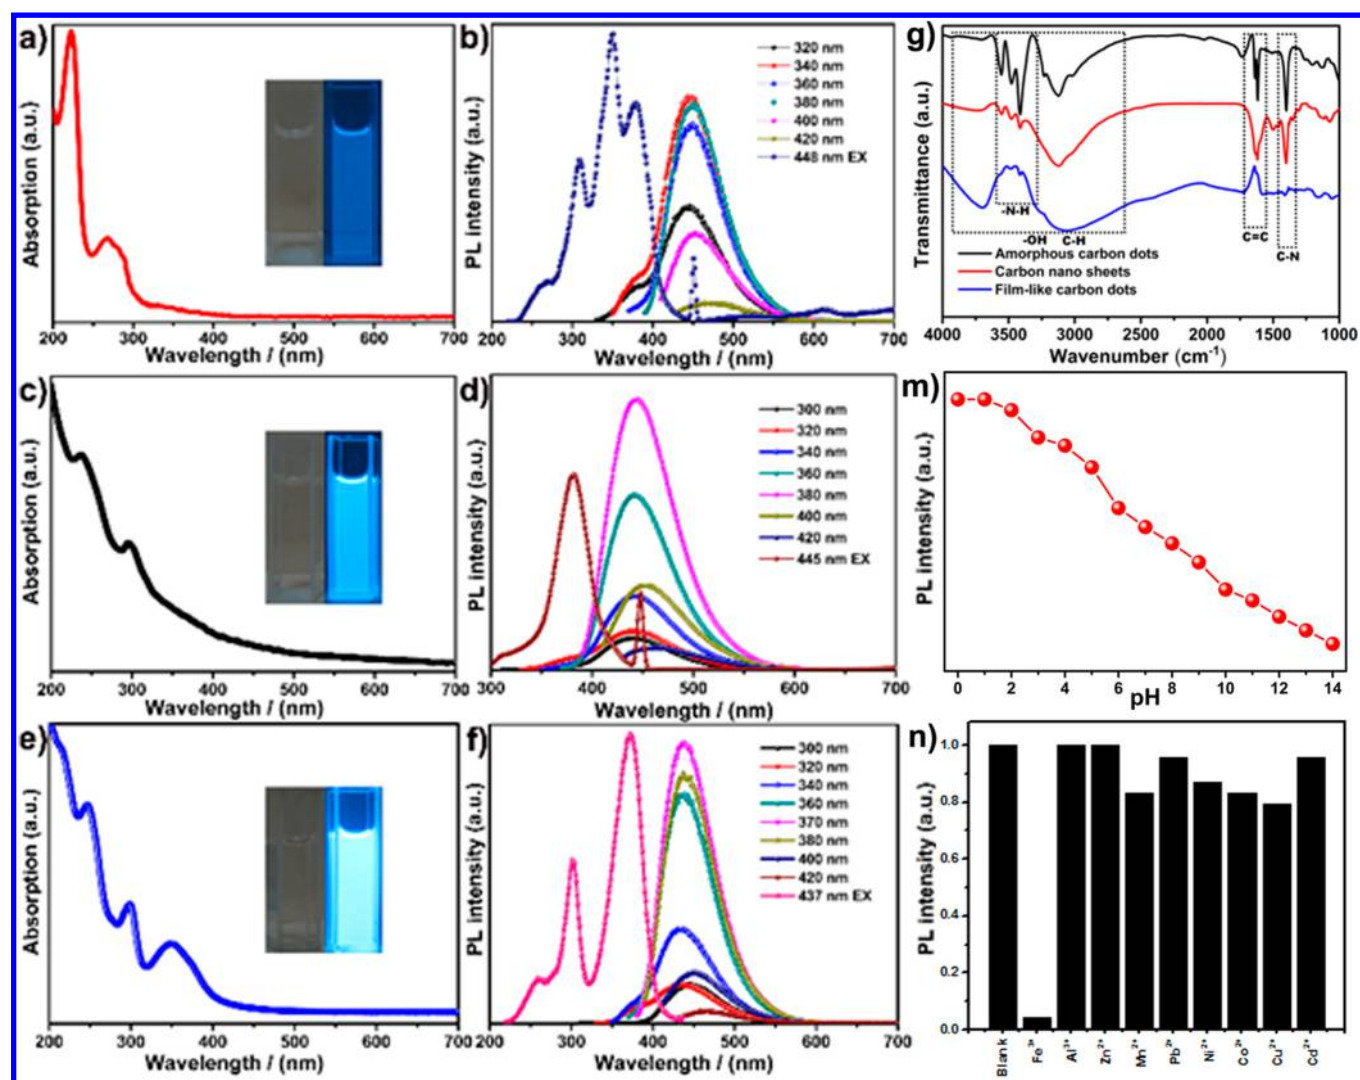 a)
Absorption (a.u.)
200 300 400 500 600 700
Wavelength / (nm)
b)
PL intensity (a.u.)
320 nm
340 nm
360 nm
380 nm
400 nm
420 nm
448 nm EX
200 300 400 500 600 700
Wavelength / (nm)
g)
Transmittance (a.u.)
-N-H
-OH C-H
C=C
C-N
Amorphous carbon dots
Carbon nano sheets
Film-like carbon dots
4000 3500 3000 2500 2000 1500 1000
Wavenumber (cm⁻¹)
c)
Absorption (a.u.)
200 300 400 500 600 700
Wavelength / (nm)
d)
PL intensity (a.u.)
300 nm
320 nm
340 nm
360 nm
380 nm
400 nm
420 nm
445 nm EX
300 400 500 600 700
Wavelength / (nm)
m)
PL intensity (a.u.)
0 2 4 6 8 10 12 14
pH
e)
Absorption (a.u.)
200 300 400 500 600 700
Wavelength / (nm)
f)
PL intensity (a.u.)
300 nm
320 nm
340 nm
360 nm
370 nm
380 nm
400 nm
420 nm
437 nm EX
200 300 400 500 600 700
Wavelength / (nm)
n)
PL intensity (a.u.)
1.0
0.8
0.6
0.4
0.2
0.0
Blank Fe³⁺ Al³⁺ Zn²⁺ Mn²⁺ Pb²⁺ Ni²⁺ Co²⁺ Cu²⁺ Cd²⁺